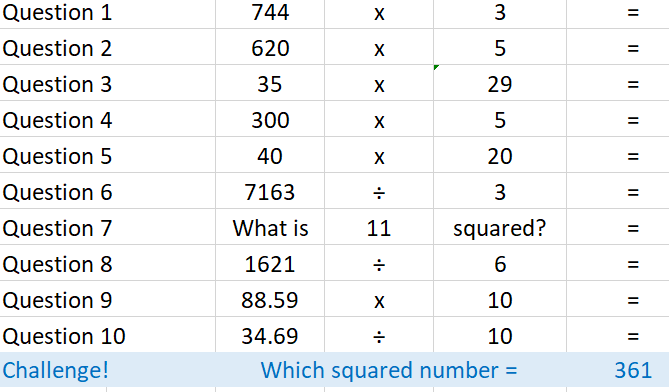 Question 1 744 x 3 =
Question 2 620 x 5 =
Question 3 35 x 29 =
Question 4 300 x 5 =
Question 5 40 x 20 =
Question 6 7163 ÷ 3 =
Question 7 What is 11 squared? =
Question 8 1621 ÷ 6 =
Question 9 88.59 x 10 =
Question 10 34.69 ÷ 10 =
Challenge! Which squared number = 361